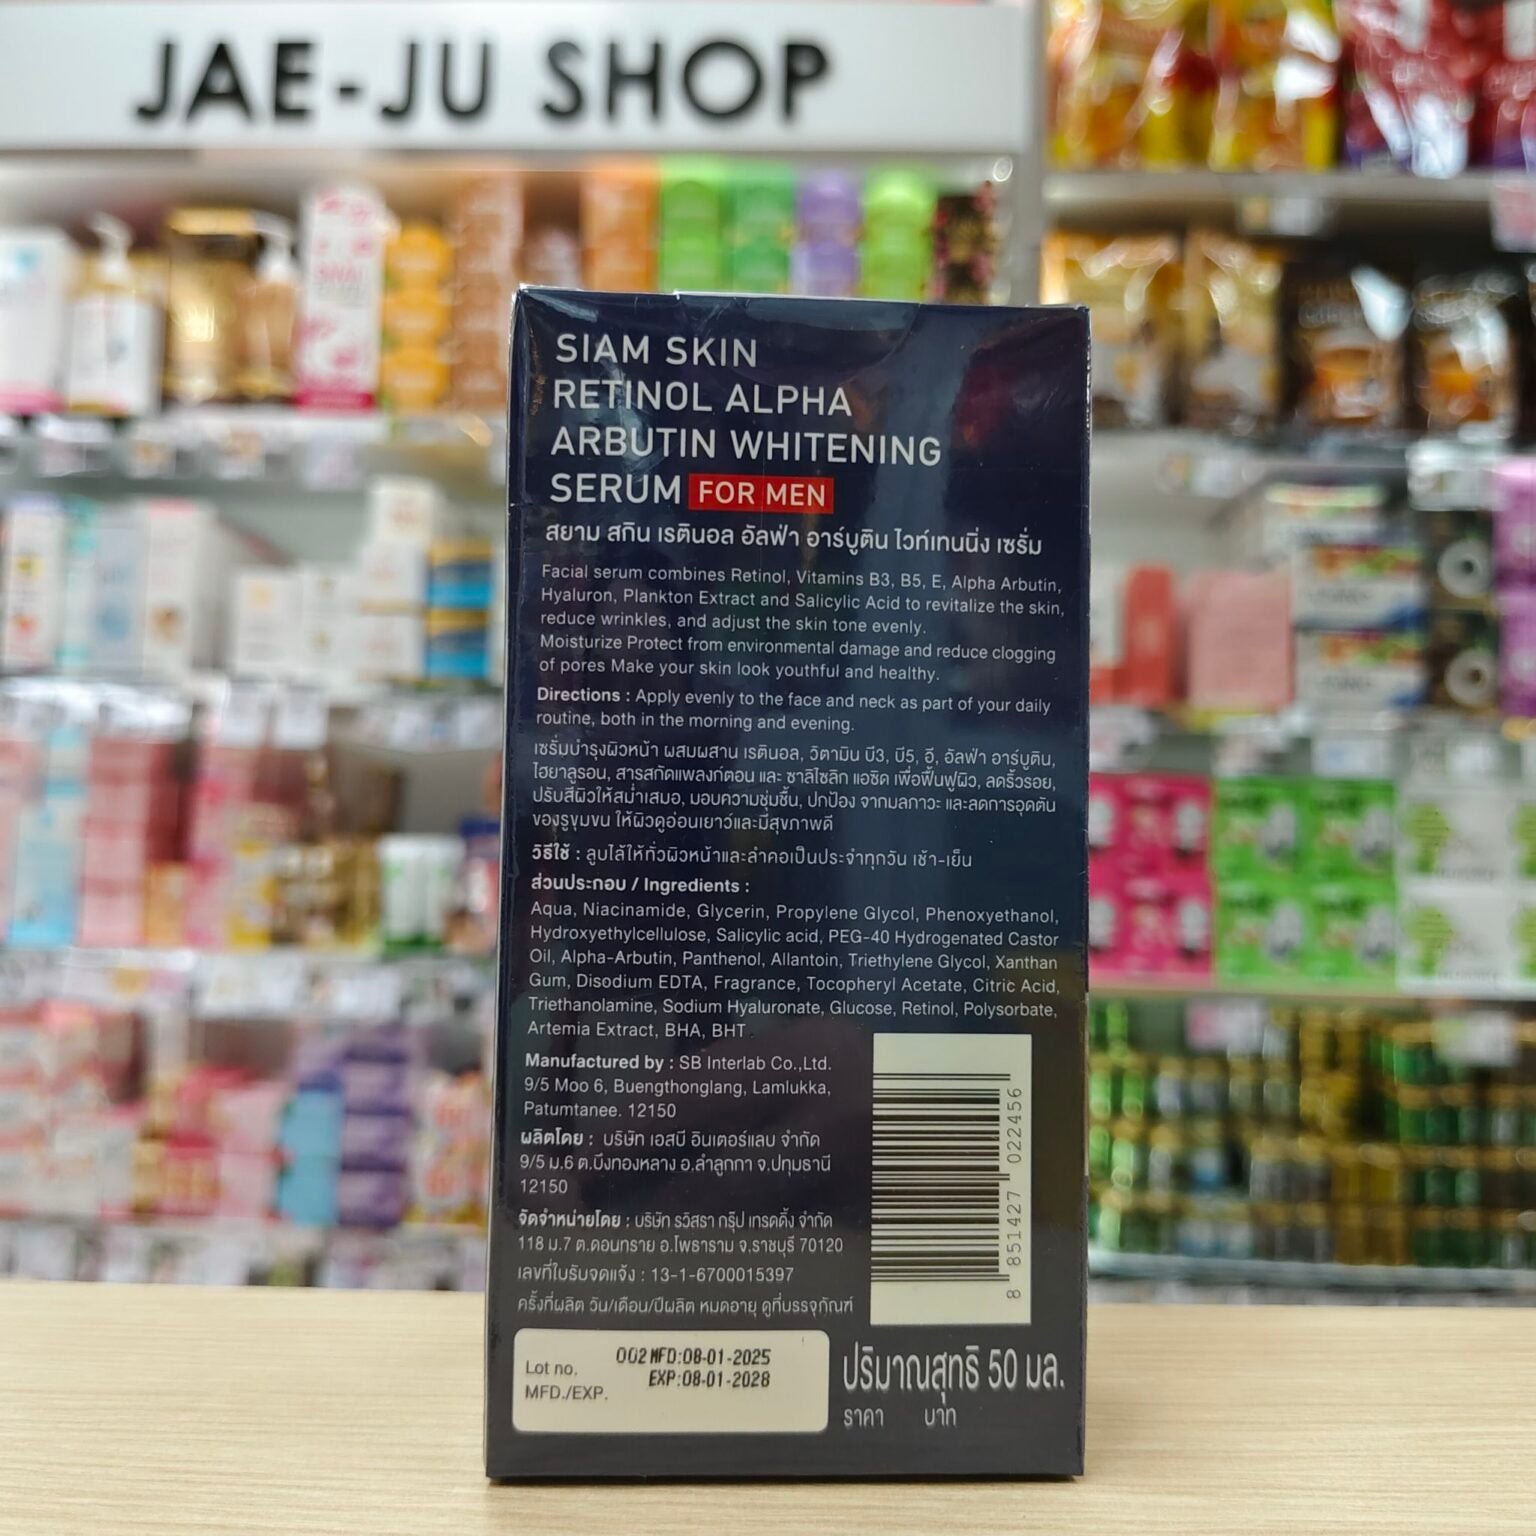 JAE-JU SHOP
SIAM SKIN
RETINOL ALPHA
ARBUTIN WHITENING
SERUM FOR MEN
สยาม สกิน เรตินอล อัลฟ่า อาร์บูติน ไวท์เทนนิ่ง เซรั่ม
Facial serum combines Retinol, Vitamins B3, B5, E, Alpha Arbutin,
Hyaluron, Plankton Extract and Salicylic Acid to revitalize the skin,
reduce wrinkles, and adjust the skin tone evenly.
Moisturize Protect from environmental damage and reduce clogging
of pores Make your skin look youthful and healthy.
Directions : Apply evenly to the face and neck as part of your daily
routine, both in the morning and evening.
เซรั่มบำรุงผิวหน้า ผสมผสาน เรตินอล, วิตามิน บี3, บี5, อี, อัลฟ่า อาร์บูติน,
ไฮยาลูรอน, สารสกัดแพลงก์ตอน และ ซาลิไซลิก แอซิด เพื่อฟื้นฟูผิว, ลดริ้วรอย,
ปรับสีผิวให้สม่ำเสมอ, มอบความชุ่มชื้น, ปกป้อง จากมลภาวะ และลดการอุดตัน
ของรูขุมขน ให้ผิวดูอ่อนเยาว์และมีสุขภาพดี
วิธีใช้ : ลูบไล้ให้ทั่วผิวหน้าและลำคอเป็นประจำทุกวัน เช้า-เย็น
ส่วนประกอบ / Ingredients :
Aqua, Niacinamide, Glycerin, Propylene Glycol, Phenoxyethanol,
Hydroxyethylcellulose, Salicylic acid, PEG-40 Hydrogenated Castor
Oil, Alpha-Arbutin, Panthenol, Allantoin, Triethylene Glycol, Xanthan
Gum, Disodium EDTA, Fragrance, Tocopheryl Acetate, Citric Acid,
Triethanolamine, Sodium Hyaluronate, Glucose, Retinol, Polysorbate,
Artemia Extract, BHA, BHT
Manufactured by : SB Interlab Co.,Ltd.
9/5 Moo 6, Buengthonglang, Lamlukka,
Patumtanee. 12150
ผลิตโดย : บริษัท เอสบี อินเตอร์แลบ จำกัด
9/5 ม.6 ต.บึงทองหลาง อ.ลำลูกกา จ.ปทุมธานี
12150
จัดจำหน่ายโดย : บริษัท รวิสรา กรุ๊ป เทรดดิ้ง จำกัด
118 ม.7 ต.ดอนทราย อ.โพธาราม จ.ราชบุรี 70120
เลขที่ใบรับจดแจ้ง : 13-1-6700015397
ครั้งที่ผลิต วัน/เดือน/ปีผลิต หมดอายุ ดูที่บรรจุภัณฑ์
8 851427 022456
Lot no. 002 MFD:08-01-2025
MFD./EXP. EXP:08-01-2028
ปริมาณสุทธิ 50 มล.
ราคา บาท